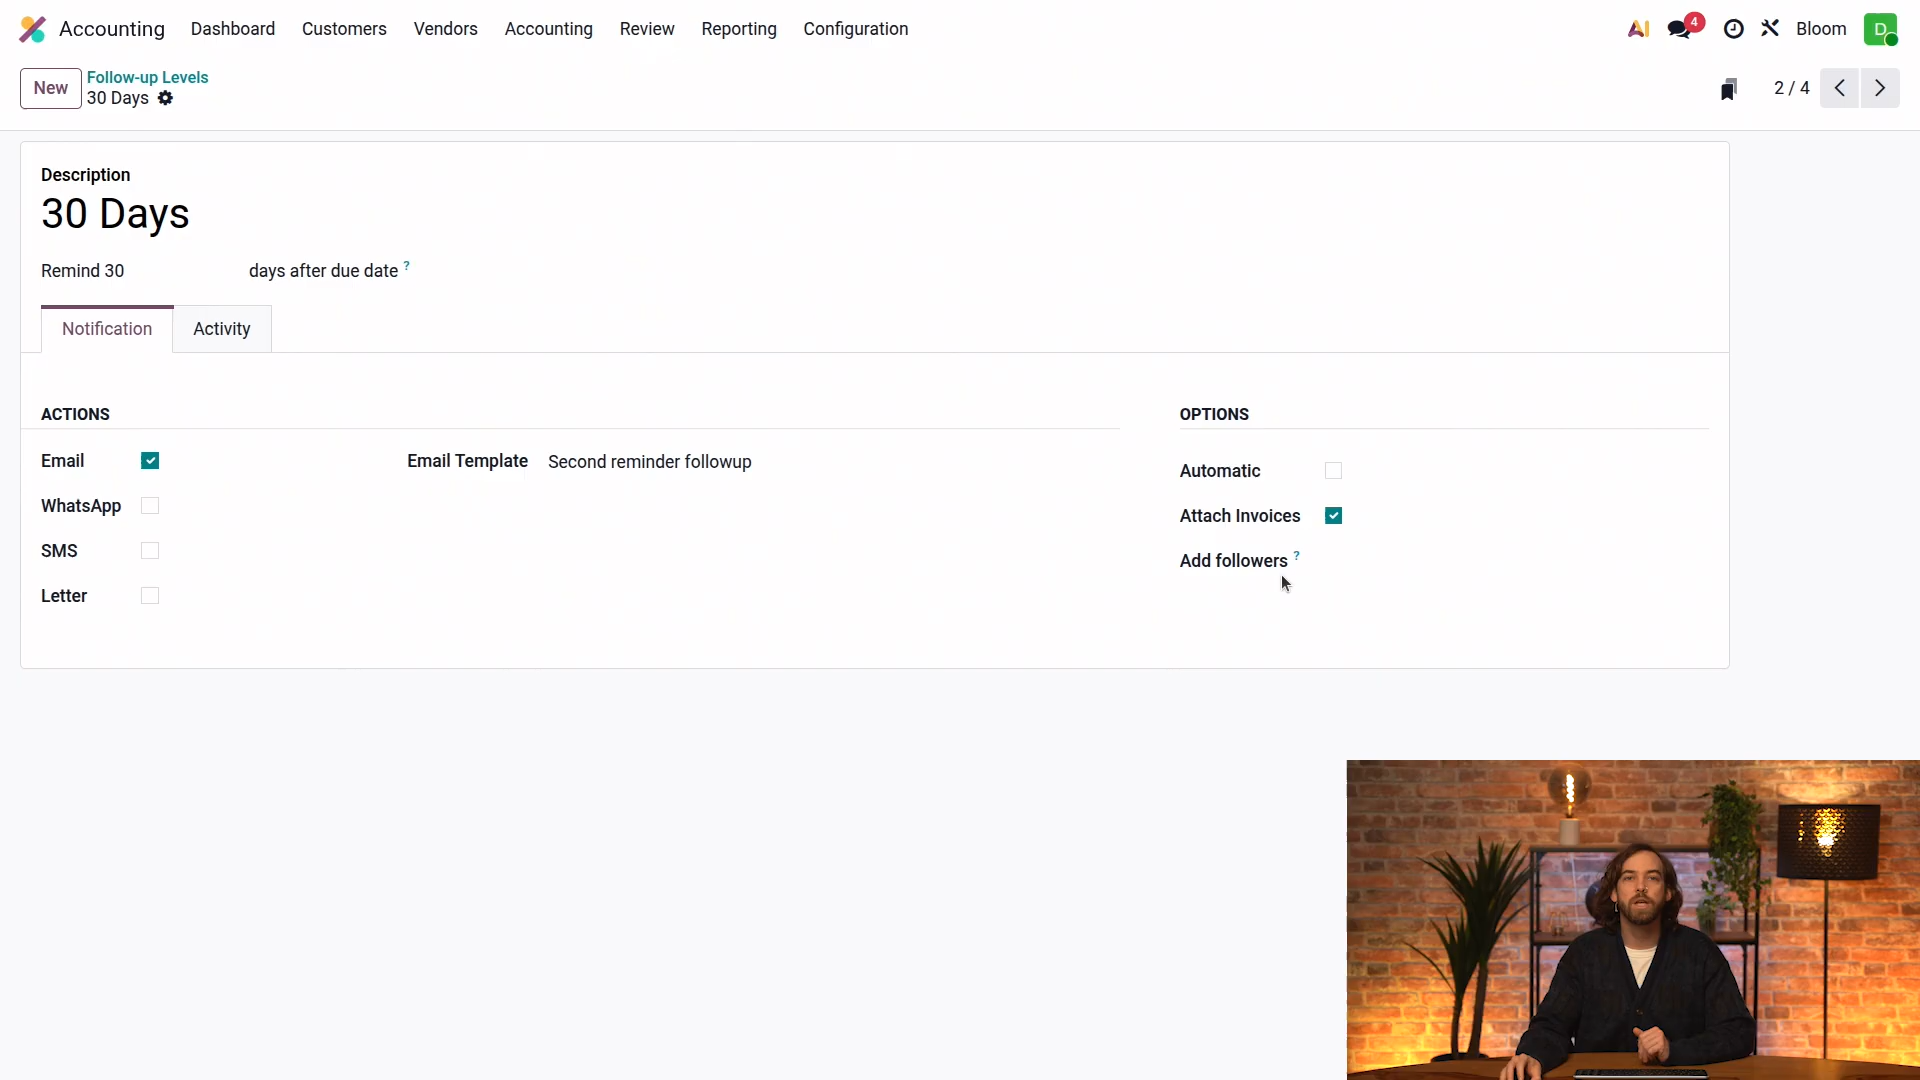 Accounting Dashboard Customers Vendors Accounting Review Reporting Configuration AI 4 Bloom D
New Follow-up Levels
30 Days 2 / 4
Description
30 Days
Remind 30 days after due date ?
Notification Activity
ACTIONS OPTIONS
Email Email Template Second reminder followup
Automatic
WhatsApp
Attach Invoices
SMS
Add followers ?
Letter